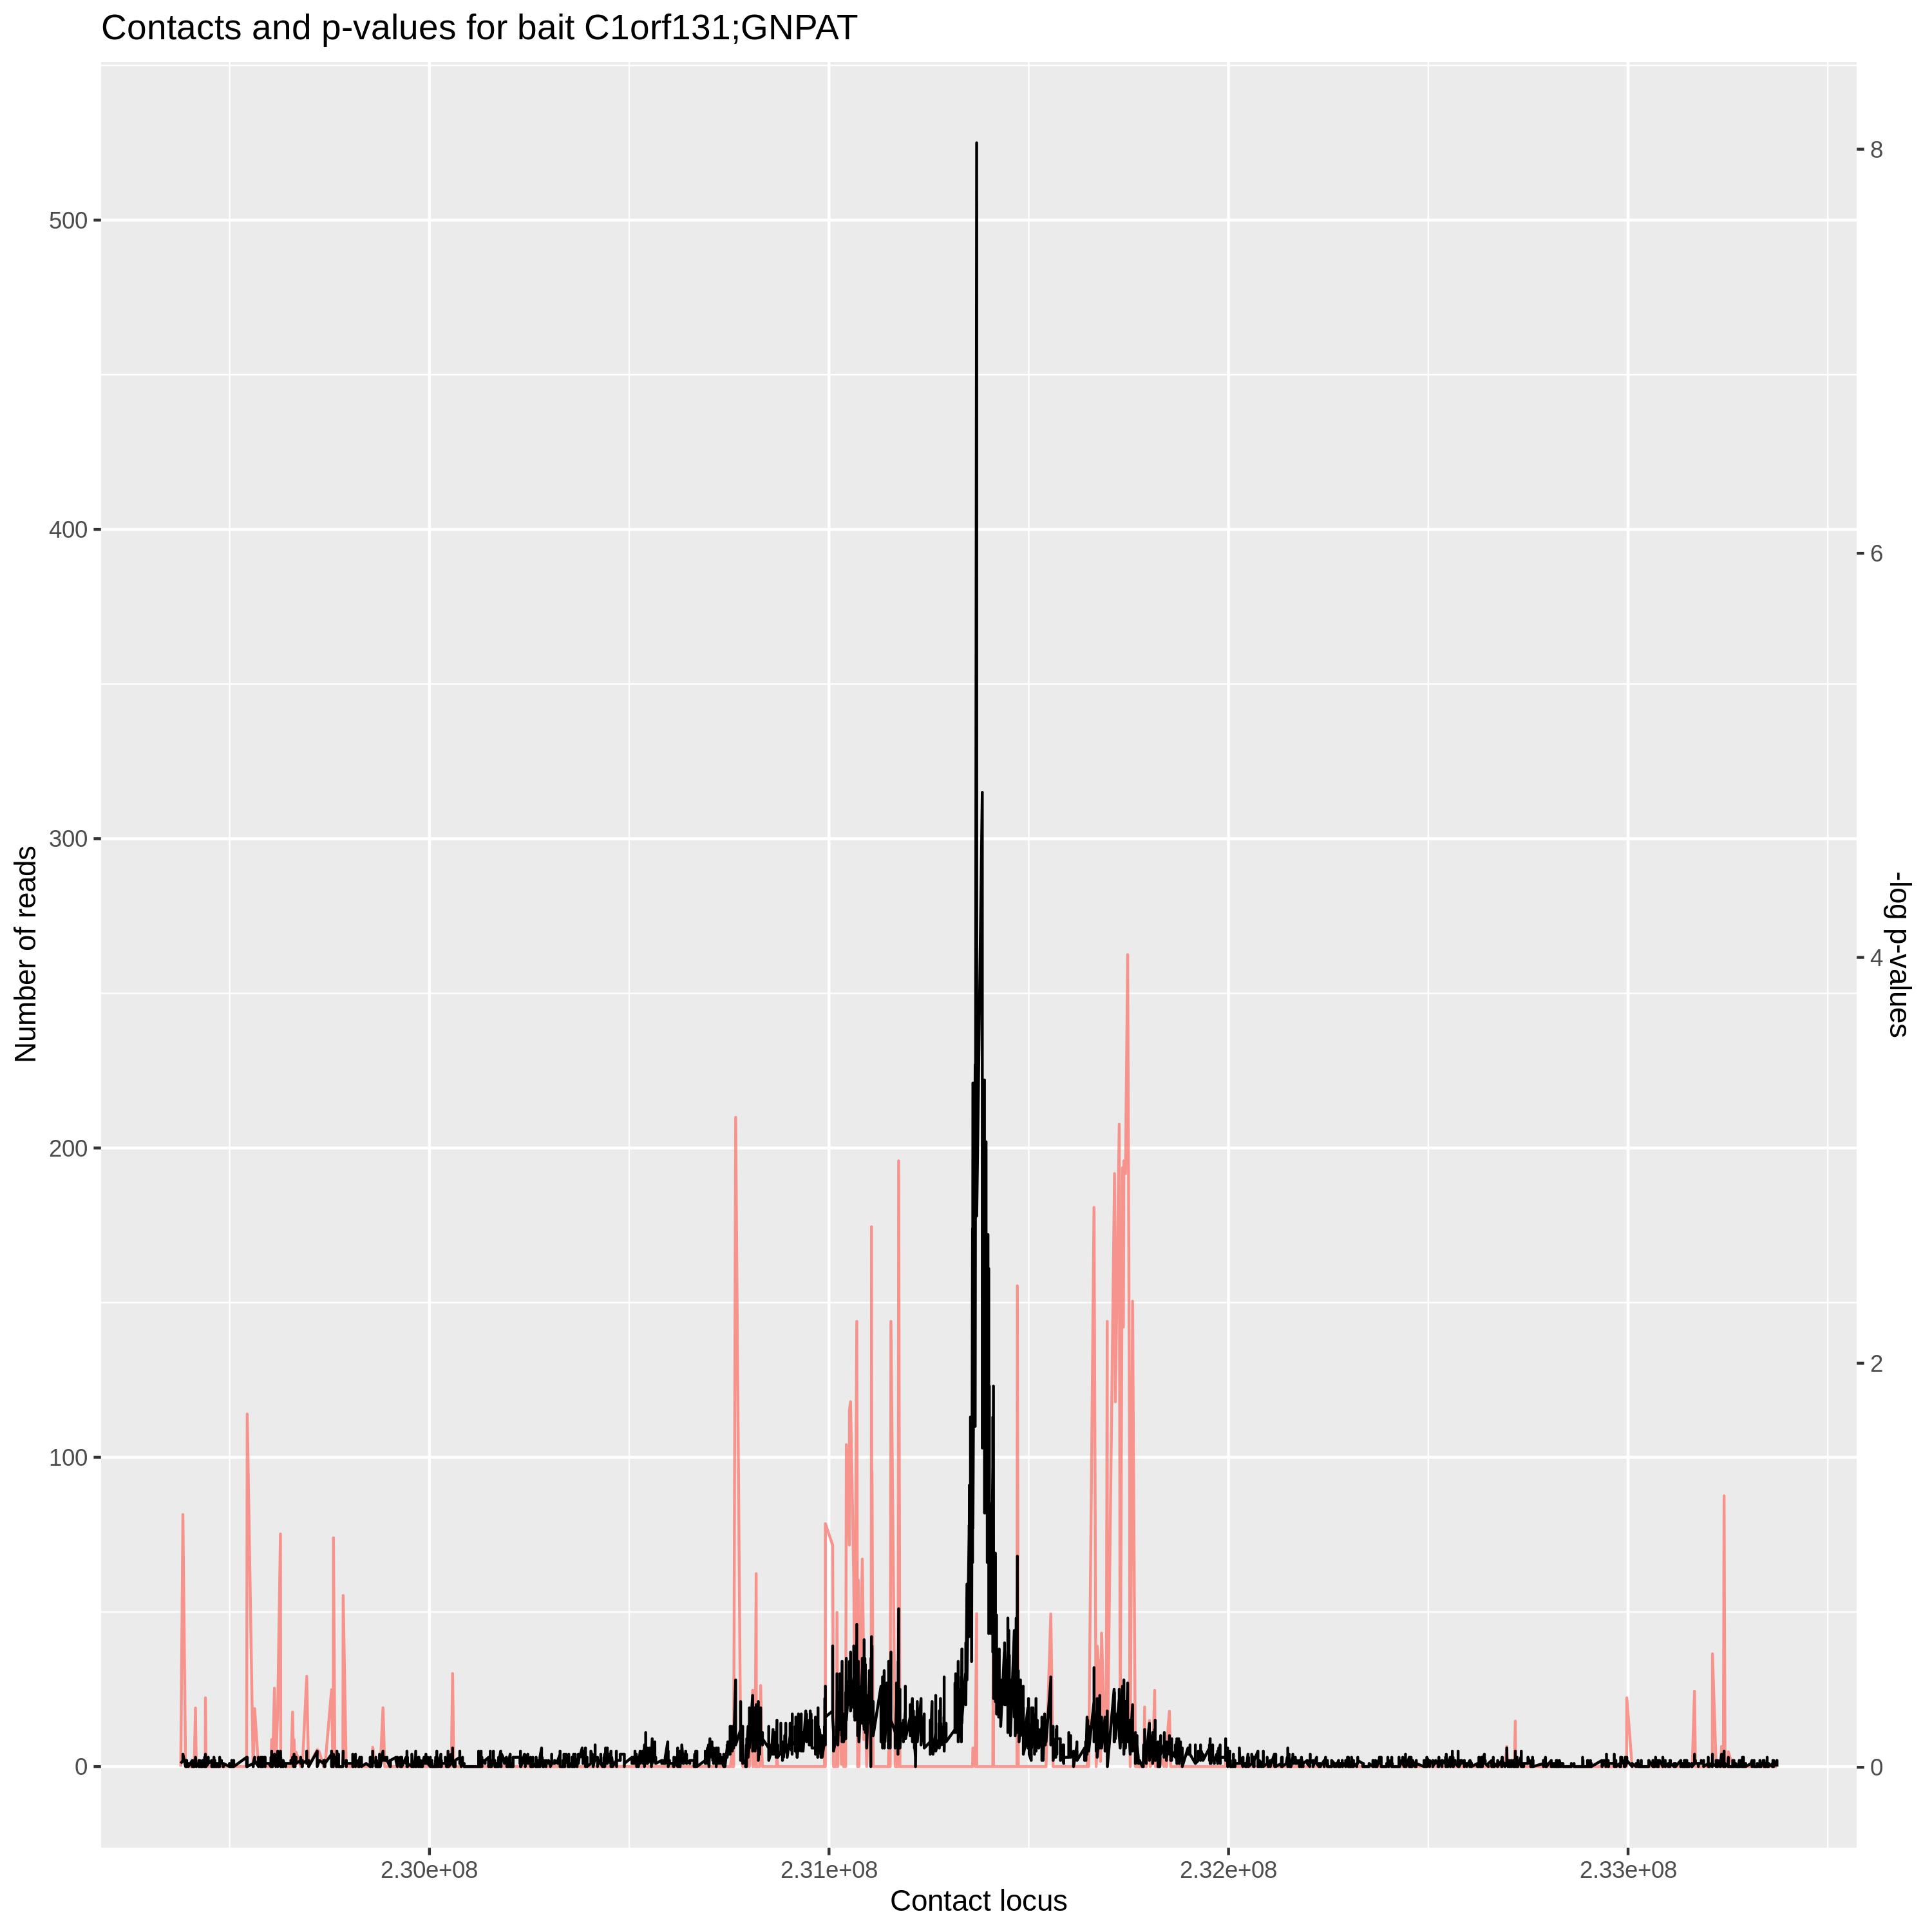 Contacts and p-values for bait C1orf131;GNPAT
Number of reads
500
400
300
200
100
0
8
6
4
2
0
-log p-values
2.30e+08
2.31e+08
2.32e+08
2.33e+08
Contact locus